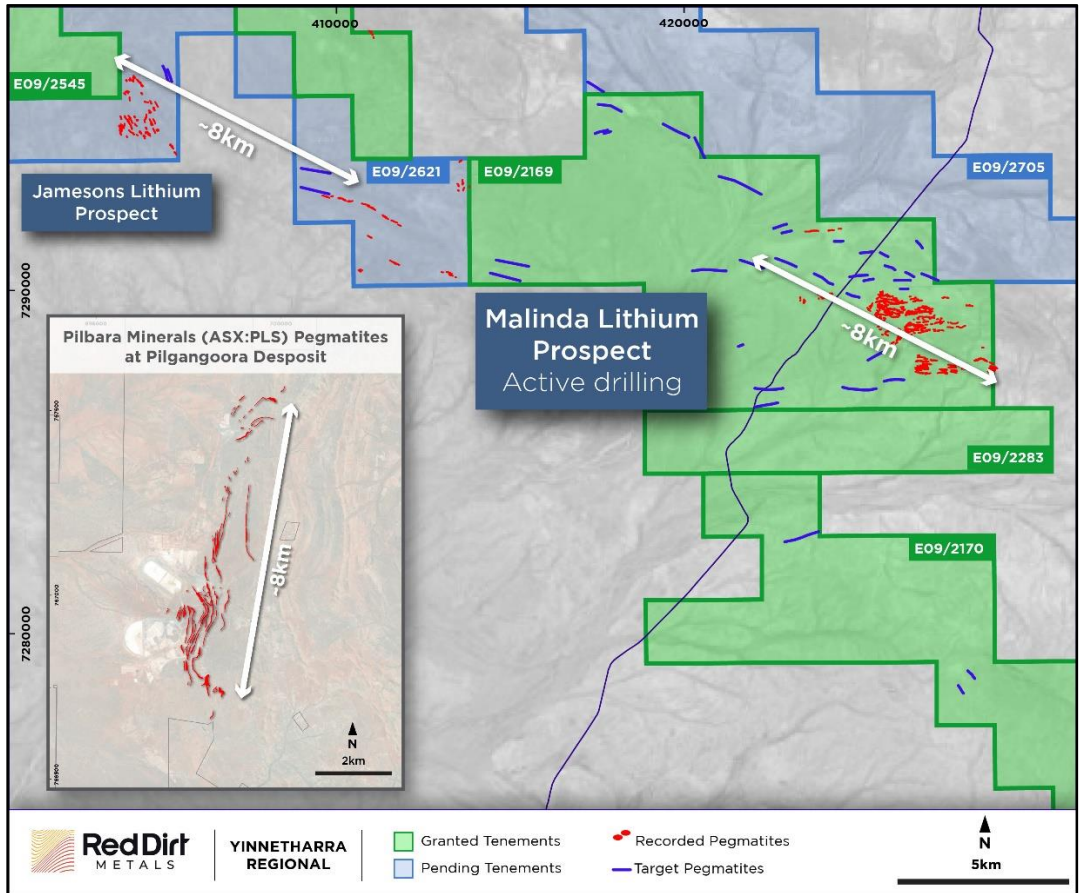 410000
420000
E09/2545
~8km
Jamesons Lithium
Prospect
E09/2621
E09/2169
E09/2705
7290000
Malinda Lithium
Prospect
Active drilling
~8km
E09/2283
E09/2170
7280000
Pilbara Minerals (ASX:PLS) Pegmatites
at Pilgangoora Desposit
~8km
N
2km
RedDirt
METALS
YINNETHARRA
REGIONAL
Granted Tenements
Pending Tenements
Recorded Pegmatites
Target Pegmatites
N
5km